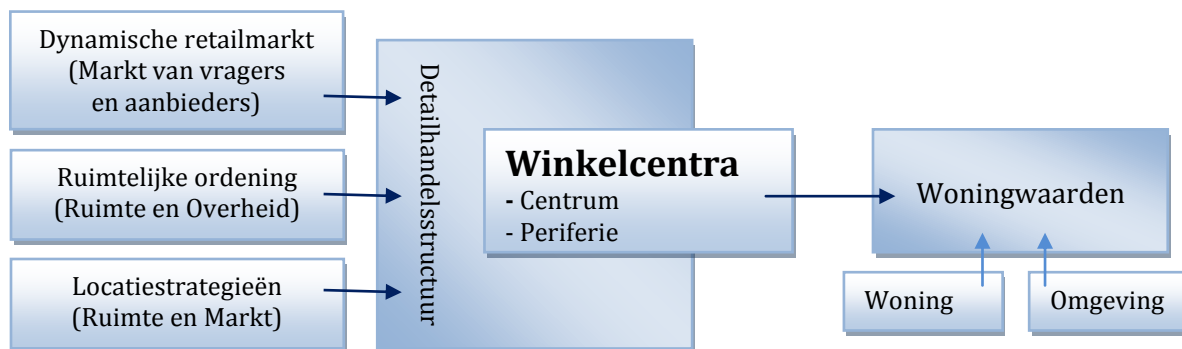 Dynamische retailmarkt
(Markt van vragers
en aanbieders)
Ruimtelijke ordening
(Ruimte en Overheid)
Locatiestrategieën
(Ruimte en Markt)
Detailhandelsstructuur
Winkelcentra
- Centrum
- Periferie
Woningwaarden
Woning
Omgeving